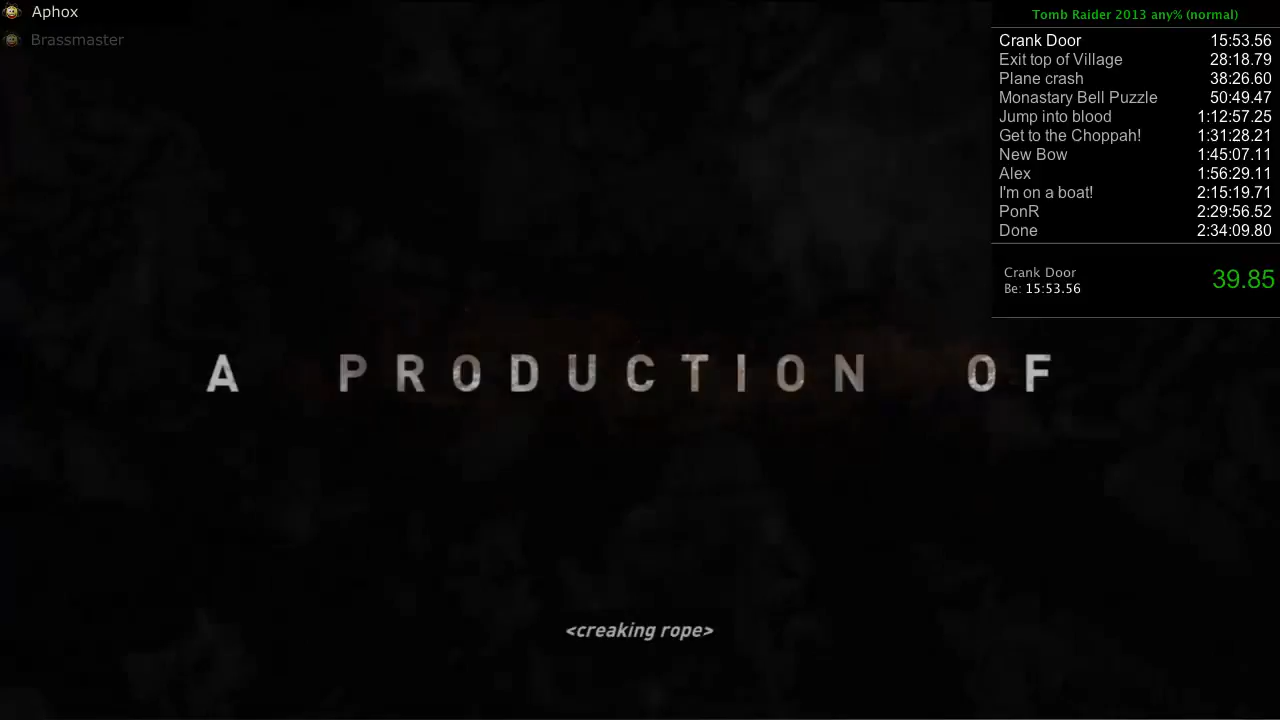 Aphox
Brassmaster
Tomb Raider 2013 any% (normal)
Crank Door 15:53.56
Exit top of Village 28:18.79
Plane crash 38:26.60
Monastary Bell Puzzle 50:49.47
Jump into blood 1:12:57.25
Get to the Choppah! 1:31:28.21
New Bow 1:45:07.11
Alex 1:56:29.11
I'm on a boat! 2:15:19.71
PonR 2:29:56.52
Done 2:34:09.80
Crank Door
Be: 15:53.56
39.85
A PRODUCTION OF
<creaking rope>